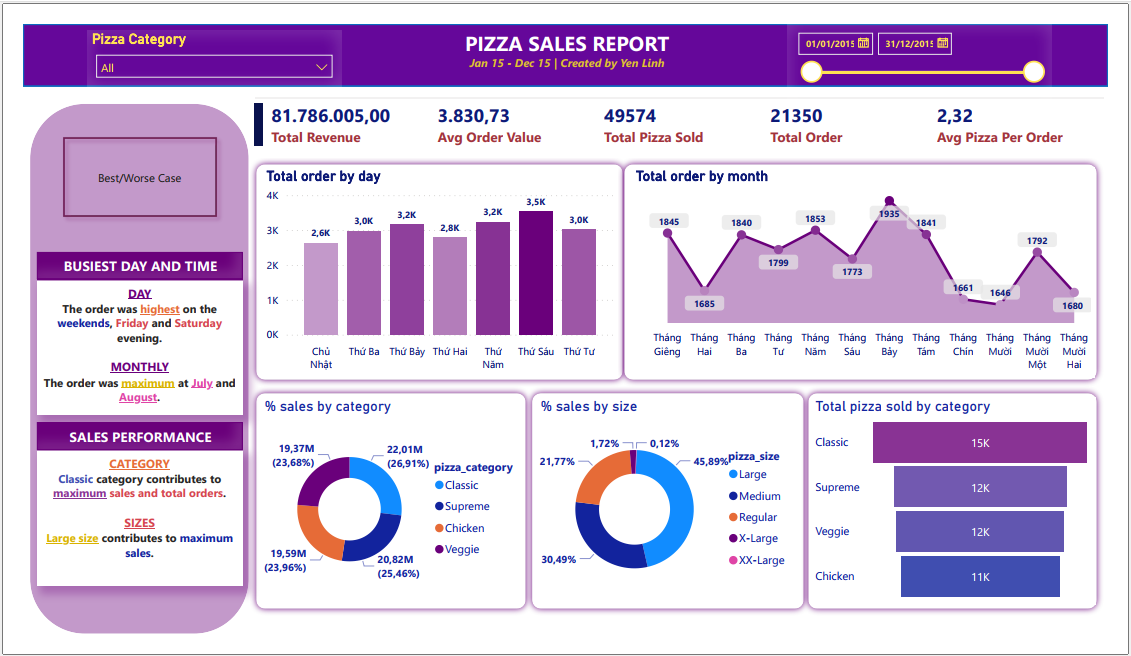 Pizza Category
All
PIZZA SALES REPORT
Jan 15 - Dec 15 | Created by Yen Linh
01/01/2015
31/12/2015
Best/Worse Case
BUSIEST DAY AND TIME
DAY
The order was highest on the
weekends, Friday and Saturday
evening.
MONTHLY
The order was maximum at July and
August.
SALES PERFORMANCE
CATEGORY
Classic category contributes to
maximum sales and total orders.
SIZES
Large size contributes to maximum
sales.
81.786.005,00
Total Revenue
3.830,73
Avg Order Value
49574
Total Pizza Sold
21350
Total Order
2,32
Avg Pizza Per Order
Total order by day
4K
3K
2K
1K
0K
2,6K
3,0K
3,2K
2,8K
3,2K
3,5K
3,0K
Chủ
Nhật
Thứ Ba
Thứ Bảy
Thứ Hai
Thứ
Năm
Thứ Sáu
Thứ Tư
Total order by month
1845
1685
1840
1799
1853
1773
1935
1841
1661
1646
1792
1680
Tháng
Giêng
Tháng
Hai
Tháng
Ba
Tháng
Tư
Tháng
Năm
Tháng
Sáu
Tháng
Bảy
Tháng
Tám
Tháng
Chín
Tháng
Mười
Tháng
Mười
Một
Tháng
Mười
Hai
% sales by category
19,37M
(23,68%)
22,01M
(26,91%)
19,59M
(23,96%)
20,82M
(25,46%)
pizza_category
Classic
Supreme
Chicken
Veggie
% sales by size
1,72%
0,12%
21,77%
45,89%
30,49%
pizza_size
Large
Medium
Regular
X-Large
XX-Large
Total pizza sold by category
Classic
15K
Supreme
12K
Veggie
12K
Chicken
11K